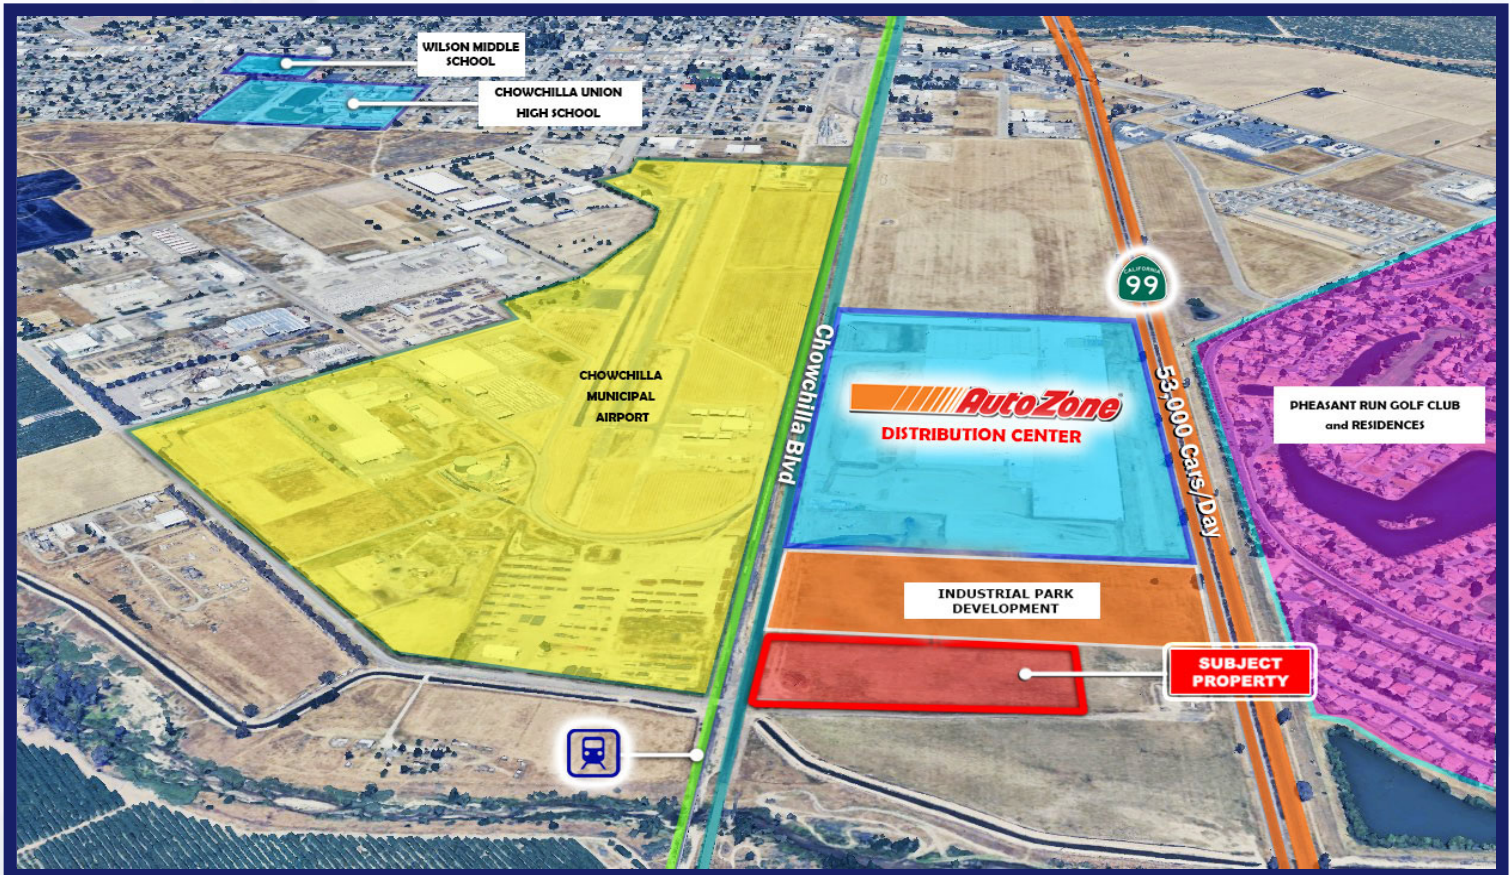 WILSON MIDDLE
SCHOOL
CHOWCHILLA UNION
HIGH SCHOOL
CALIFORNIA
99
Chowchilla Blvd
53,000 Cars/Day
CHOWCHILLA
MUNICIPAL
AIRPORT
AutoZone
DISTRIBUTION CENTER
PHEASANT RUN GOLF CLUB
and RESIDENCES
INDUSTRIAL PARK
DEVELOPMENT
SUBJECT
PROPERTY